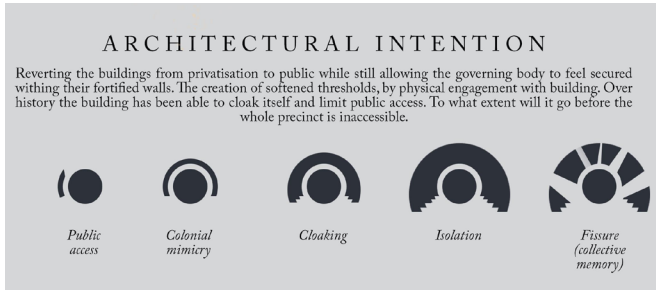 ARCHITECTURAL INTENTION
Reverting the buildings from privatisation to public while still allowing the governing body to feel secured
withing their fortified walls. The creation of softened thresholds, by physical engagement with building. Over
history the building has been able to cloak itself and limit public access. To what extent will it go before the
whole precinct is inaccessible.
Public
access
Colonial
mimicry
Cloaking
Isolation
Fissure
(collective
memory)